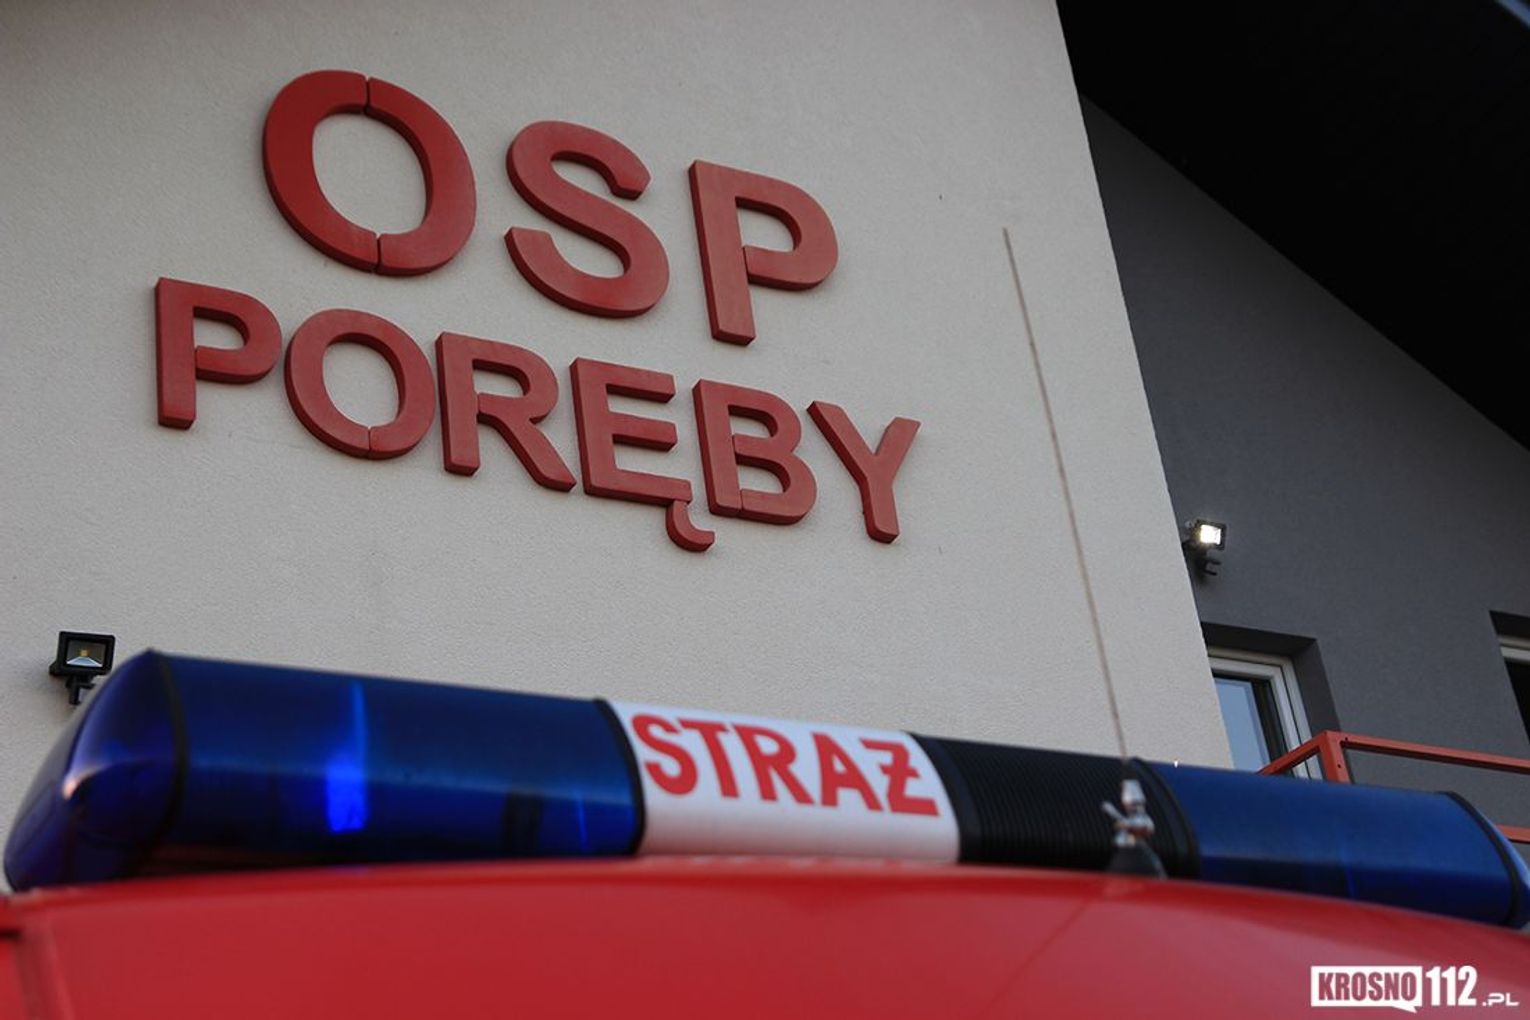 OSP
PORĘBY
STRAŻ
KROSNO112.PL